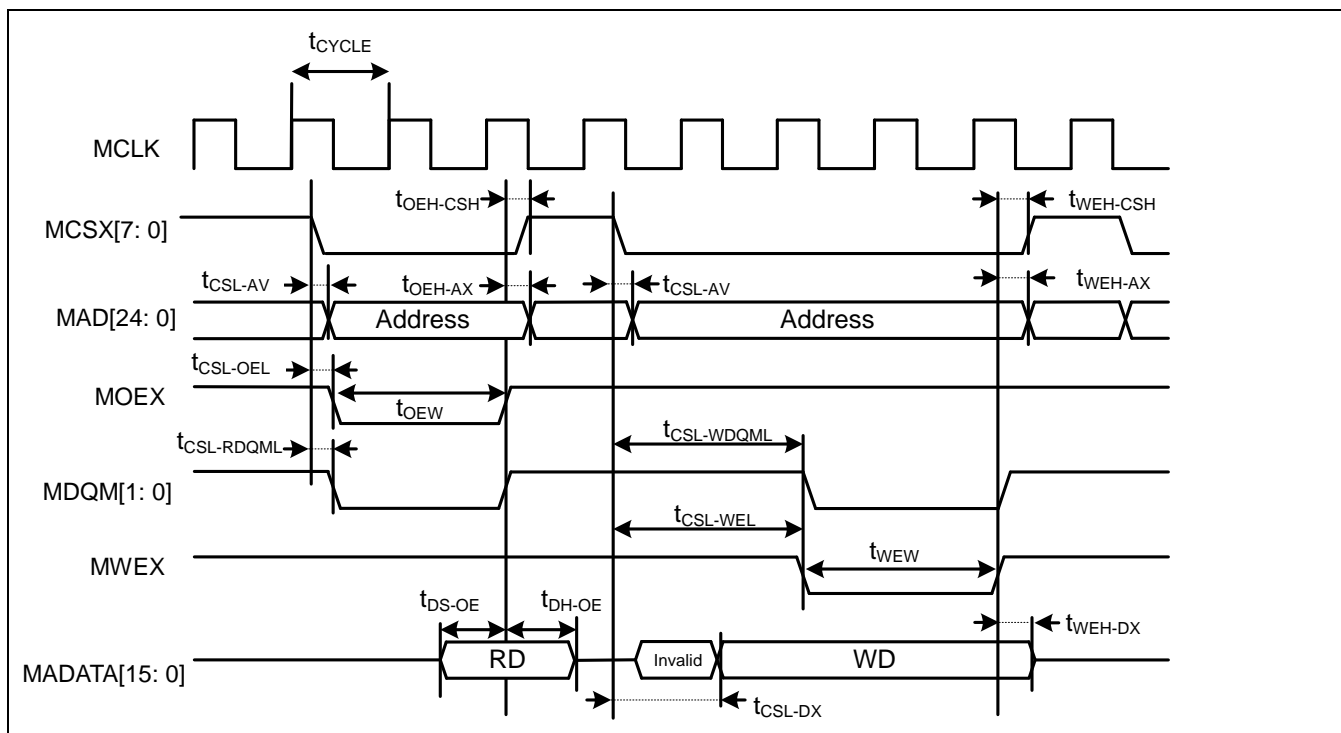 tCYCLE
MCLK
tOEH-CSH
tWEH-CSH
MCSX[7: 0]
tCSL-AV
tOEH-AX
tCSL-AV
tWEH-AX
MAD[24: 0]
Address
Address
tCSL-OEL
MOEX
tOEW
tCSL-RDQML
tCSL-WDQML
MDQM[1: 0]
tCSL-WEL
MWEX
tWEW
tDS-OE
tDH-OE
tWEH-DX
MADATA[15: 0]
RD
Invalid
WD
tCSL-DX